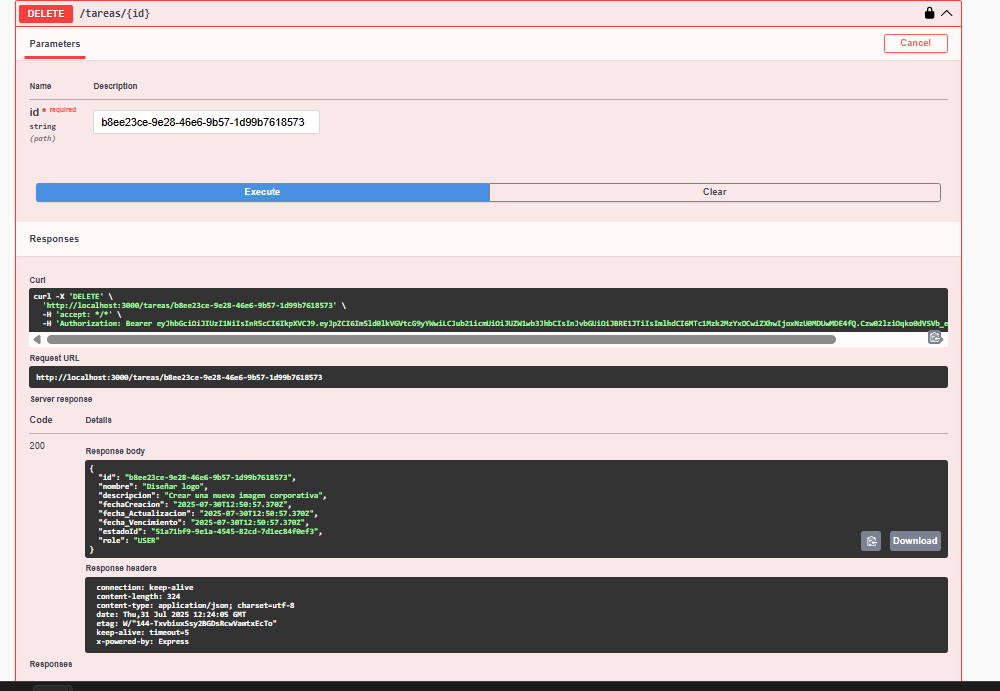 DELETE /tareas/{id}
Parameters
Cancel
Name Description
id * required
string
(path)
b8ee23ce-9e28-46e6-9b57-1d99b7618573
Execute Clear
Responses
Curl
curl -X 'DELETE' \
'http://localhost:3000/tareas/b8ee23ce-9e28-46e6-9b57-1d99b7618573' \
-H 'accept: */*' \
-H 'Authorization: Bearer
Request URL
http://localhost:3000/tareas/b8ee23ce-9e28-46e6-9b57-1d99b7618573
Server response
Code Details
200
Response body
{
"id": "b8ee23ce-9e28-46e6-9b57-1d99b7618573",
"nombre": "Diseñar logo",
"descripcion": "Crear una nueva imagen corporativa",
"fechaCreacion": "2025-07-30T12:50:57.370Z",
"fecha_Actualizacion": "2025-07-30T12:50:57.370Z",
"fecha_Vencimiento": "2025-07-30T12:50:57.370Z",
"estadoId": "51a71bf9-9e1a-4545-82cd-7d1ec84f0ef3",
"role": "USER"
}
Download
Response headers
connection: keep-alive
content-length: 324
content-type: application/json; charset=utf-8
date: Thu,31 Jul 2025 12:24:05 GMT
etag: W/"144-TxvbiuxSsy2BGDsRcwVamtxEcTo"
keep-alive: timeout=5
x-powered-by: Express
Responses